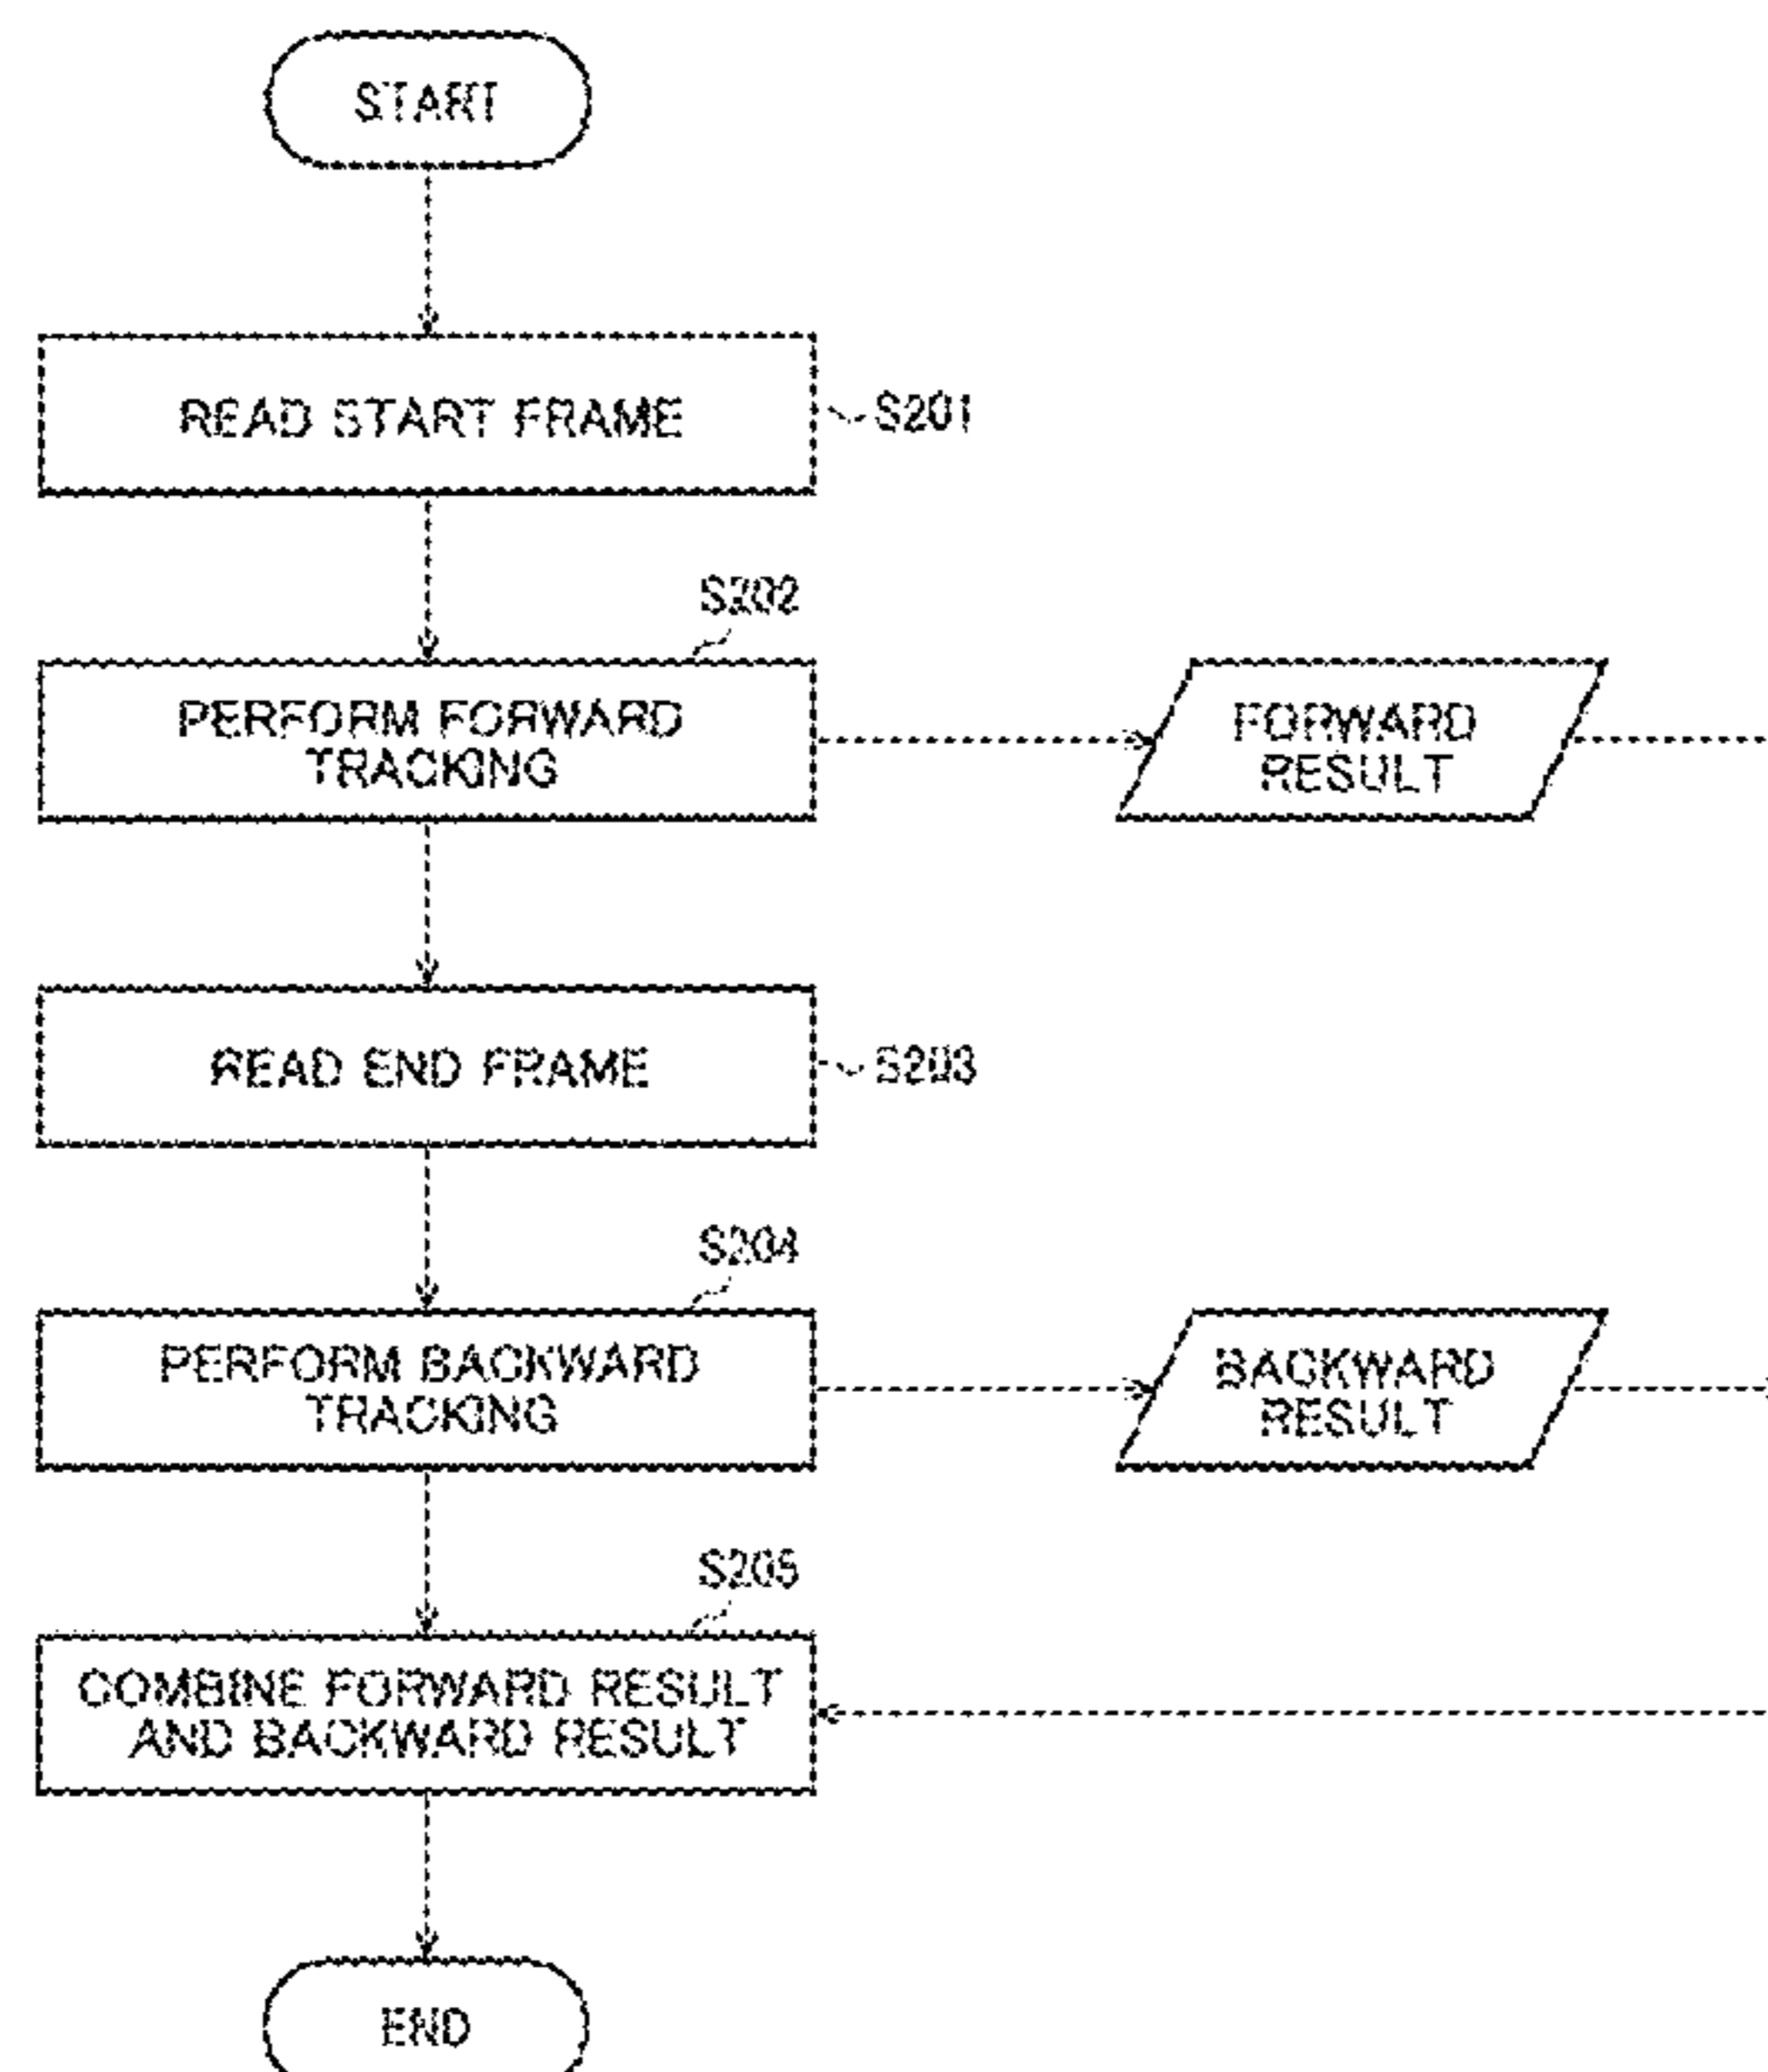 START
READ START FRAME
S201
S202
PERFORM FORWARD
TRACKING
FORWARD
RESULT
READ END FRAME
S203
S204
PERFORM BACKWARD
TRACKING
BACKWARD
RESULT
S205
COMBINE FORWARD RESULT
AND BACKWARD RESULT
END